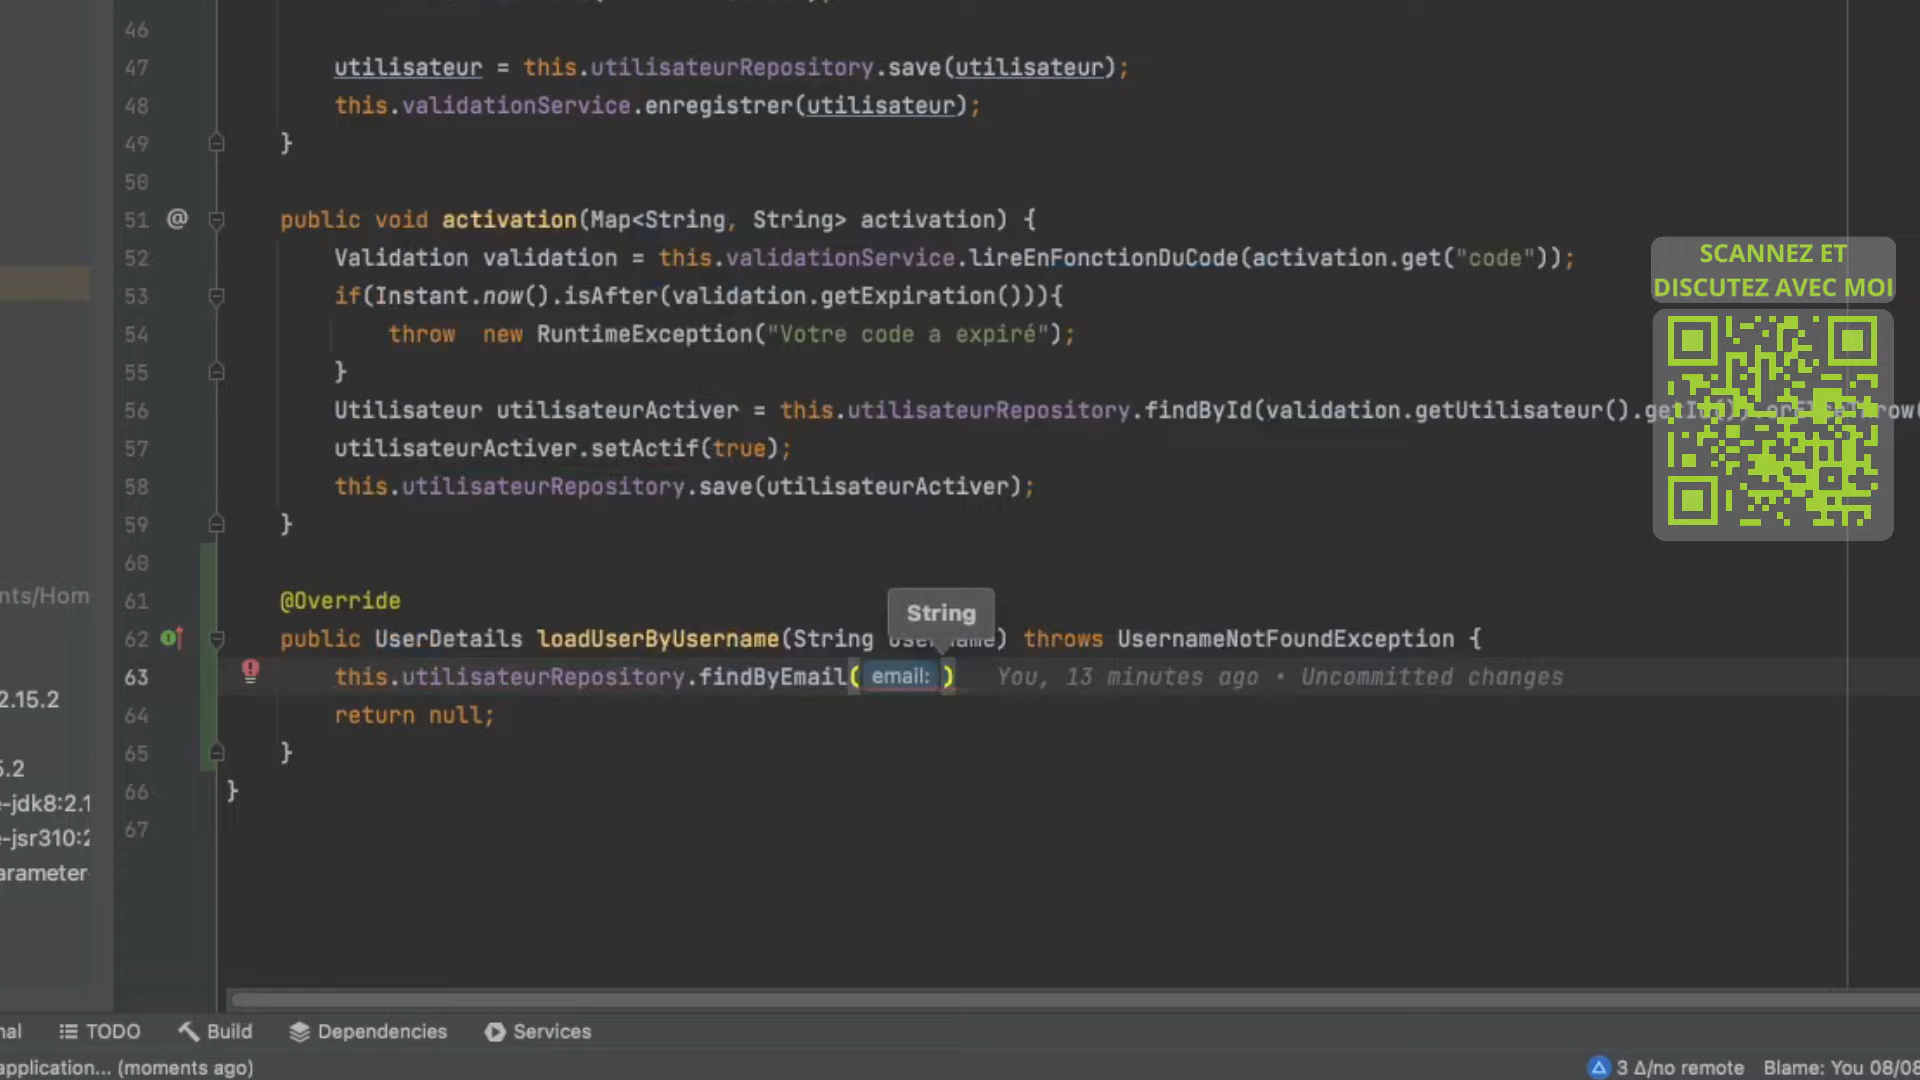 46
47 utilisateur = this.utilisateurRepository.save(utilisateur);
48 this.validationService.enregistrer(utilisateur);
49 }
50
51 @ public void activation(Map<String, String> activation) {
52 Validation validation = this.validationService.lireEnFonctionDuCode(activation.get("code"));
53 if(Instant.now().isAfter(validation.getExpiration())){
54 throw new RuntimeException("Votre code a expiré");
55 }
56 Utilisateur utilisateurActiver = this.utilisateurRepository.findById(validation.getUtilisateur().
57 utilisateurActiver.setActif(true);
58 this.utilisateurRepository.save(utilisateurActiver);
59 }
60
61 @Override
String
62 public UserDetails loadUserByUsername(String ) throws UsernameNotFoundException {
63 this.utilisateurRepository.findByEmail( email: ) You, 13 minutes ago • Uncommitted changes
64 return null;
65 }
66 }
67
SCANNEZ ET
DISCUTEZ AVEC MOI
nts/Hom
2.15.2
5.2
e-jdk8:2.1
e-jsr310:2
arameter-
nal TODO Build Dependencies Services
application... (moments ago) 3 Δ/no remote Blame: You 08/08